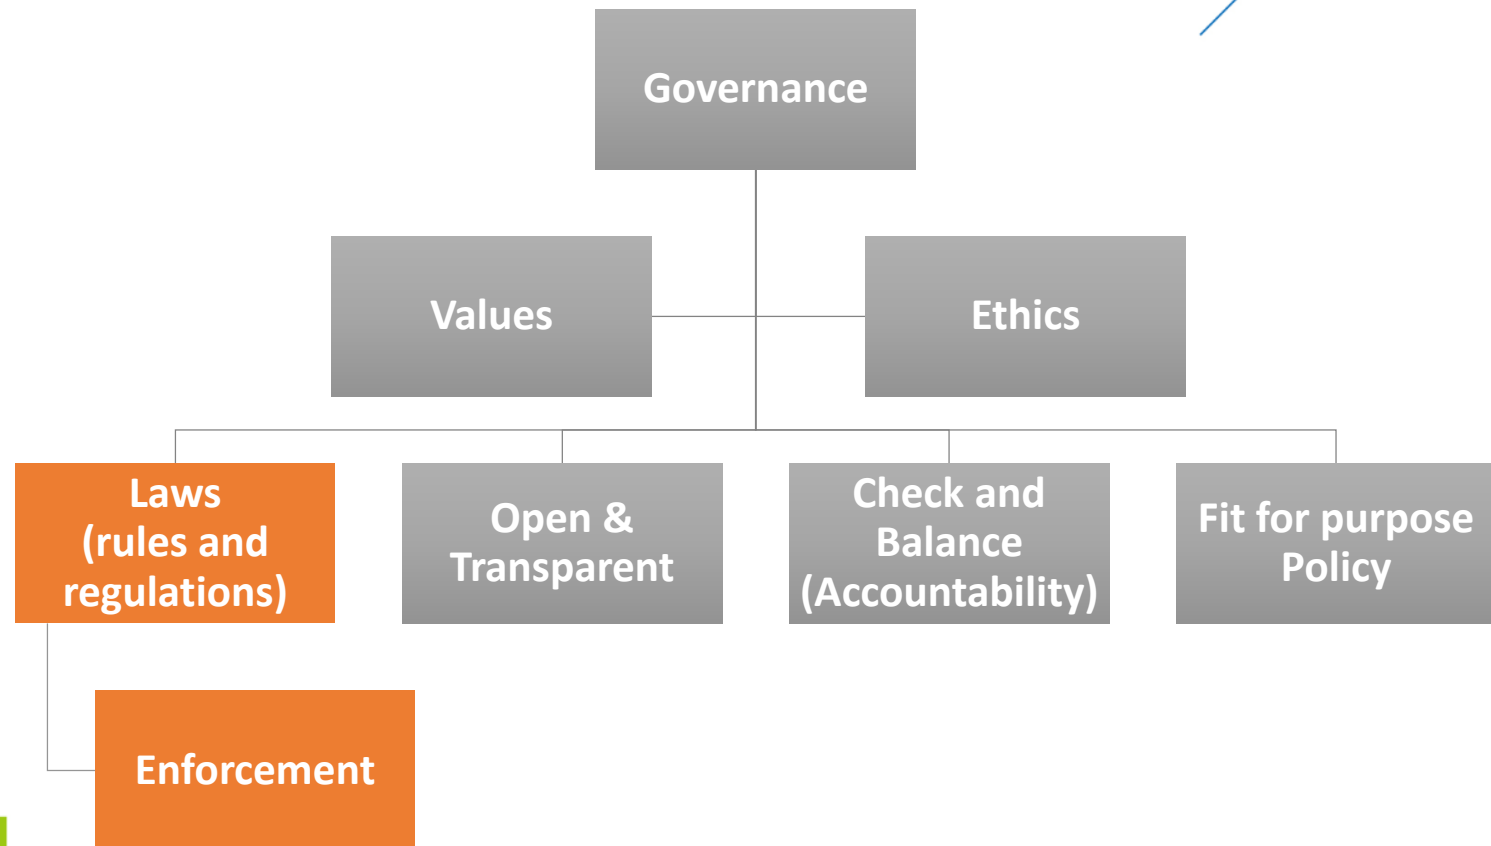 Governance
Values
Ethics
Laws
(rules and
regulations)
Open &
Transparent
Check and
Balance
(Accountability)
Fit for purpose
Policy
Enforcement